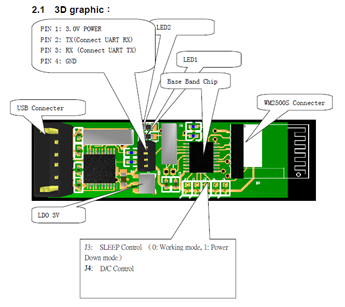 2.1 3D graphic：
PIN 1: 3.0V POWER
PIN 2: TX(Connect UART RX)
PIN 3: RX (Connect UART TX)
PIN 4: GND
LED2
LED1
Base Band Chip
USB Connecter
WM2500G Connecter
LDO 3V
J3: SLEEP Control （0: Working mode, 1: Power
Down mode）
J4: D/C Control